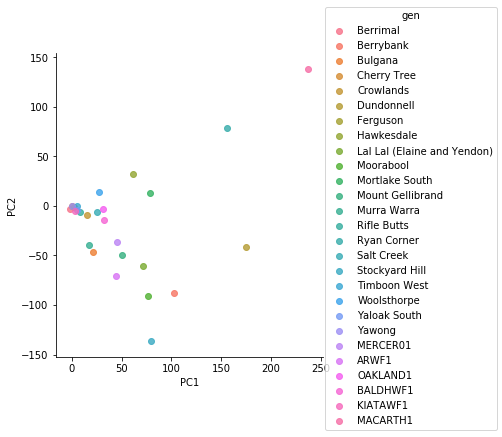 gen
Berrimal
Berrybank
Bulgana
Cherry Tree
Crowlands
Dundonnell
Ferguson
Hawkesdale
Lal Lal (Elaine and Yendon)
Moorabool
Mortlake South
Mount Gellibrand
Murra Warra
Rifle Butts
Ryan Corner
Salt Creek
Stockyard Hill
Timboon West
Woolsthorpe
Yaloak South
Yawong
MERCER01
ARWF1
OAKLAND1
BALDHWF1
KIATAWF1
MACARTH1
150
100
50
0
−50
−100
−150
PC2
0 50 100 150 200 250
PC1